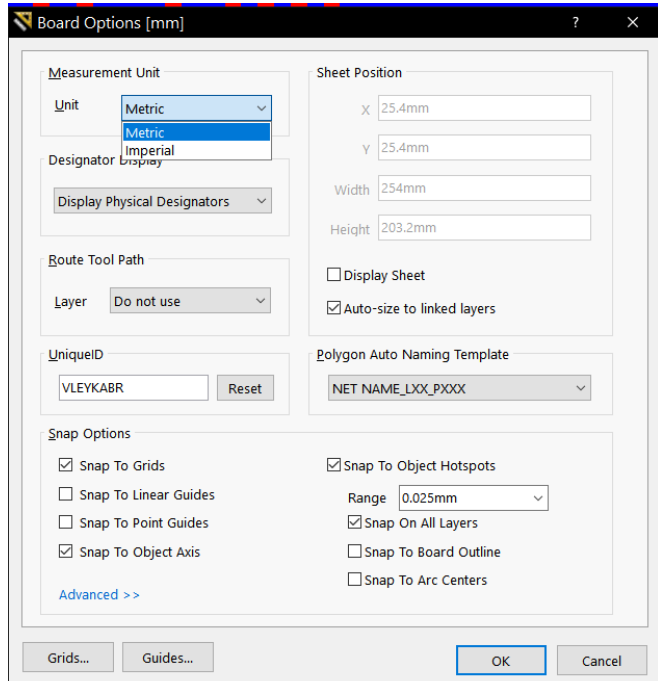 Board Options [mm]
?
Measurement Unit
Unit
Metric
Metric
Imperial
Designator Display
Display Physical Designators
Route Tool Path
Layer
Do not use
UniqueID
VLEYKABR
Reset
Sheet Position
X
25.4mm
Y
25.4mm
Width
254mm
Height
203.2mm
Display Sheet
Auto-size to linked layers
Polygon Auto Naming Template
NET NAME_LXX_PXXX
Snap Options
Snap To Grids
Snap To Linear Guides
Snap To Point Guides
Snap To Object Axis
Advanced >>
Snap To Object Hotspots
Range
0.025mm
Snap On All Layers
Snap To Board Outline
Snap To Arc Centers
Grids...
Guides...
OK
Cancel